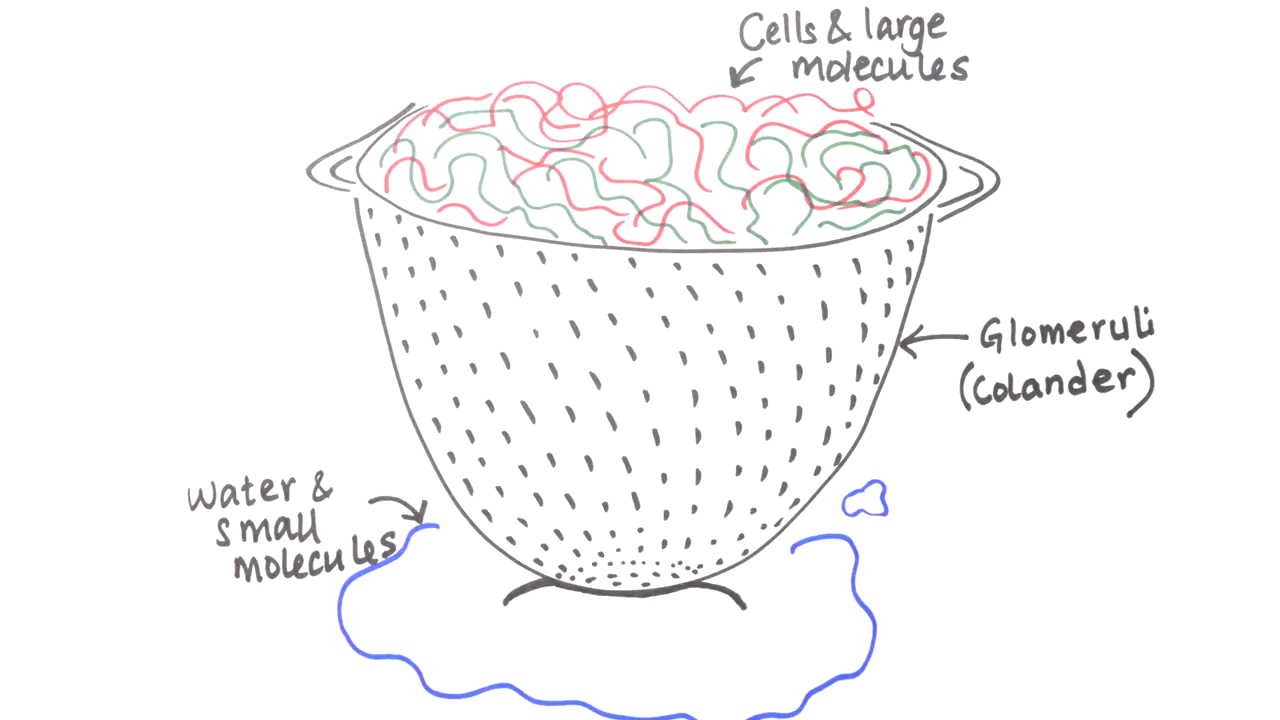 Cells & large
molecules
Glomeruli
(Colander)
Water &
small
molecules